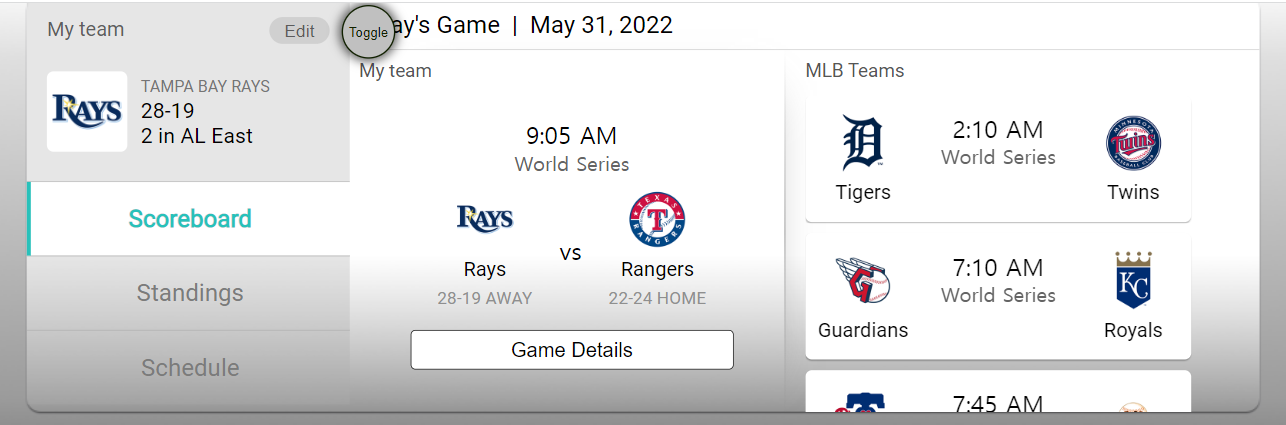 My team
Edit
Toggle
ay's Game | May 31, 2022
RAYS
TAMPA BAY RAYS
28-19
2 in AL East
Scoreboard
Standings
Schedule
My team
9:05 AM
World Series
RAYS
TEXAS
T
RANGERS
vs
Rays
Rangers
28-19 AWAY
22-24 HOME
Game Details
MLB Teams
D
2:10 AM
World Series
MINNESOTA
Twins
BASEBALL CLUB
Tigers
Twins
G
7:10 AM
World Series
KC
Guardians
Royals
7:45 AM